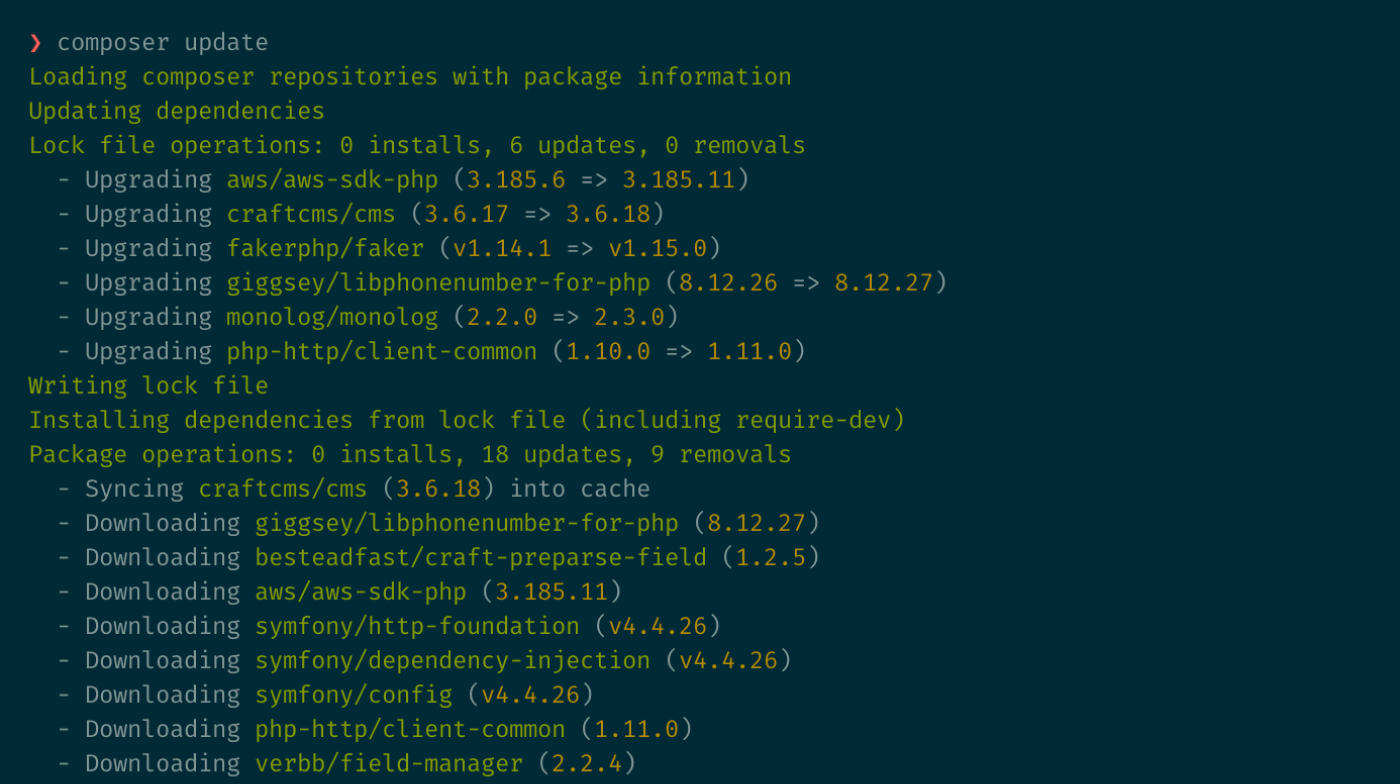 ❯ composer update
Loading composer repositories with package information
Updating dependencies
Lock file operations: 0 installs, 6 updates, 0 removals
  - Upgrading aws/aws-sdk-php (3.185.6 => 3.185.11)
  - Upgrading craftcms/cms (3.6.17 => 3.6.18)
  - Upgrading fakerphp/faker (v1.14.1 => v1.15.0)
  - Upgrading giggsey/libphonenumber-for-php (8.12.26 => 8.12.27)
  - Upgrading monolog/monolog (2.2.0 => 2.3.0)
  - Upgrading php-http/client-common (1.10.0 => 1.11.0)
Writing lock file
Installing dependencies from lock file (including require-dev)
Package operations: 0 installs, 18 updates, 9 removals
  - Syncing craftcms/cms (3.6.18) into cache
  - Downloading giggsey/libphonenumber-for-php (8.12.27)
  - Downloading besteadfast/craft-preparse-field (1.2.5)
  - Downloading aws/aws-sdk-php (3.185.11)
  - Downloading symfony/http-foundation (v4.4.26)
  - Downloading symfony/dependency-injection (v4.4.26)
  - Downloading symfony/config (v4.4.26)
  - Downloading php-http/client-common (1.11.0)
  - Downloading verbb/field-manager (2.2.4)